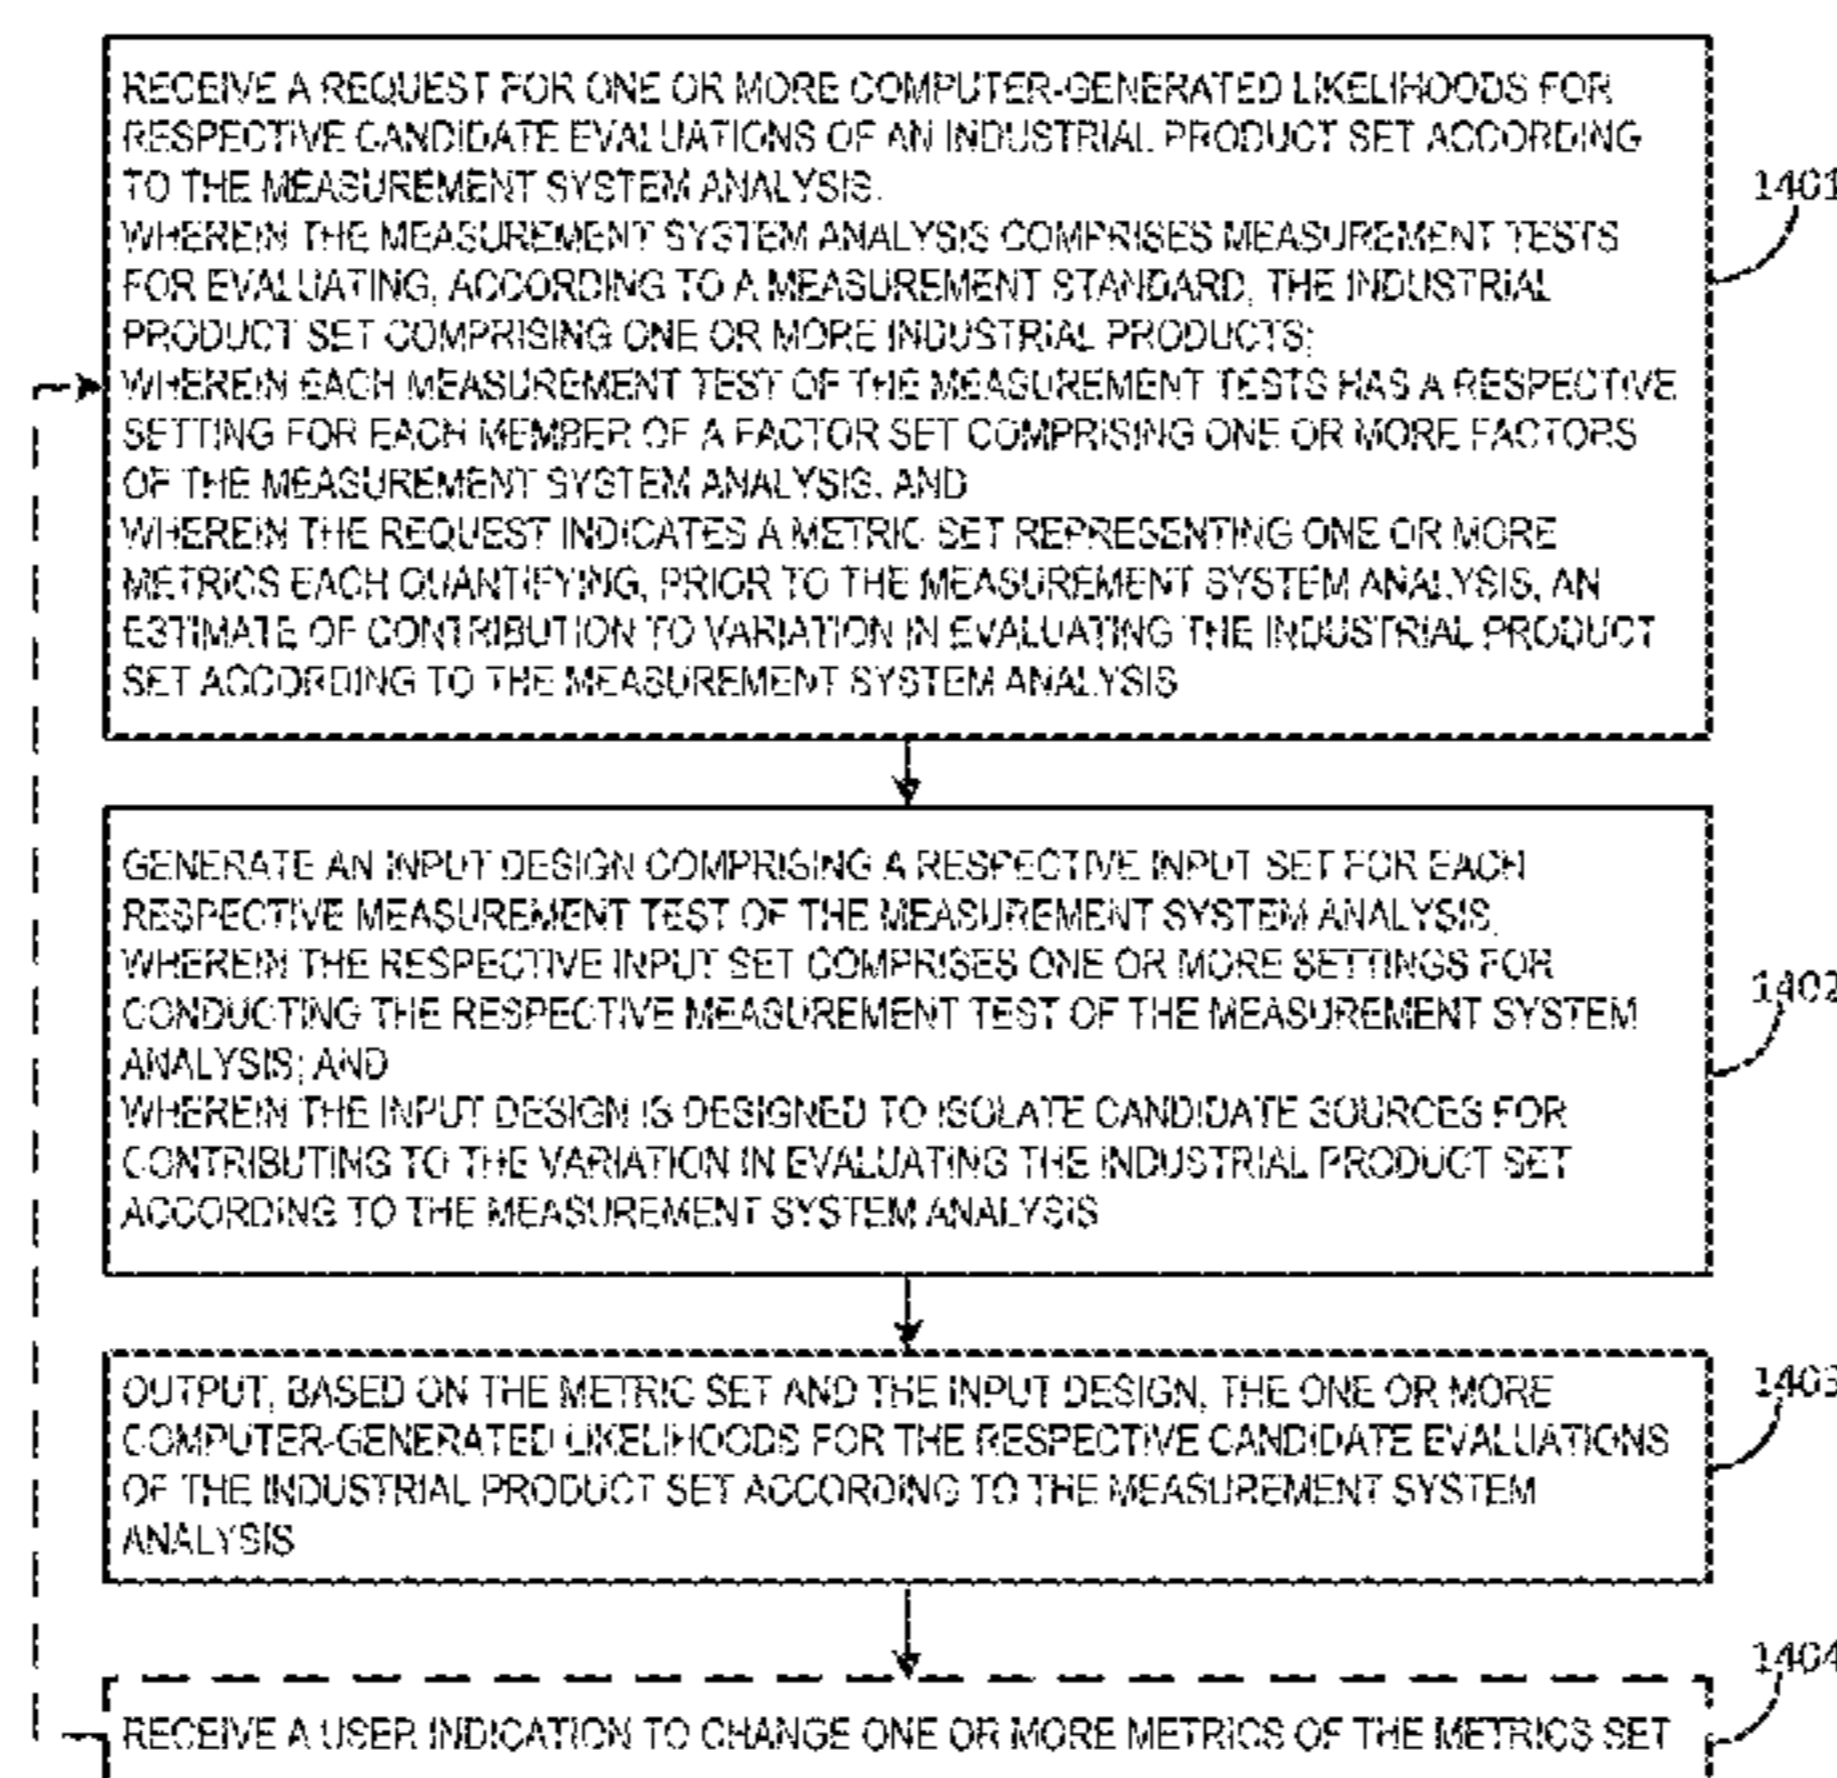 RECEIVE A REQUEST FOR ONE OR MORE COMPUTER-GENERATED LIKELIHOODS FOR
RESPECTIVE CANDIDATE EVALUATIONS OF AN INDUSTRIAL PRODUCT SET ACCORDING
TO THE MEASUREMENT SYSTEM ANALYSIS.
WHEREIN THE MEASUREMENT SYSTEM ANALYSIS COMPRISES MEASUREMENT TESTS
FOR EVALUATING, ACCORDING TO A MEASUREMENT STANDARD, THE INDUSTRIAL
PRODUCT SET COMPRISING ONE OR MORE INDUSTRIAL PRODUCTS;
WHEREIN EACH MEASUREMENT TEST OF THE MEASUREMENT TESTS HAS A RESPECTIVE
SETTING FOR EACH MEMBER OF A FACTOR SET COMPRISING ONE OR MORE FACTORS
OF THE MEASUREMENT SYSTEM ANALYSIS, AND
WHEREIN THE REQUEST INDICATES A METRIC SET REPRESENTING ONE OR MORE
METRICS EACH QUANTIFYING, PRIOR TO THE MEASUREMENT SYSTEM ANALYSIS, AN
ESTIMATE OF CONTRIBUTION TO VARIATION IN EVALUATING THE INDUSTRIAL PRODUCT
SET ACCORDING TO THE MEASUREMENT SYSTEM ANALYSIS
1401
GENERATE AN INPUT DESIGN COMPRISING A RESPECTIVE INPUT SET FOR EACH
RESPECTIVE MEASUREMENT TEST OF THE MEASUREMENT SYSTEM ANALYSIS,
WHEREIN THE RESPECTIVE INPUT SET COMPRISES ONE OR MORE SETTINGS FOR
CONDUCTING THE RESPECTIVE MEASUREMENT TEST OF THE MEASUREMENT SYSTEM
ANALYSIS; AND
WHEREIN THE INPUT DESIGN IS DESIGNED TO ISOLATE CANDIDATE SOURCES FOR
CONTRIBUTING TO THE VARIATION IN EVALUATING THE INDUSTRIAL PRODUCT SET
ACCORDING TO THE MEASUREMENT SYSTEM ANALYSIS
1402
OUTPUT, BASED ON THE METRIC SET AND THE INPUT DESIGN, THE ONE OR MORE
COMPUTER-GENERATED LIKELIHOODS FOR THE RESPECTIVE CANDIDATE EVALUATIONS
OF THE INDUSTRIAL PRODUCT SET ACCORDING TO THE MEASUREMENT SYSTEM
ANALYSIS
1403
RECEIVE A USER INDICATION TO CHANGE ONE OR MORE METRICS OF THE METRICS SET
1404